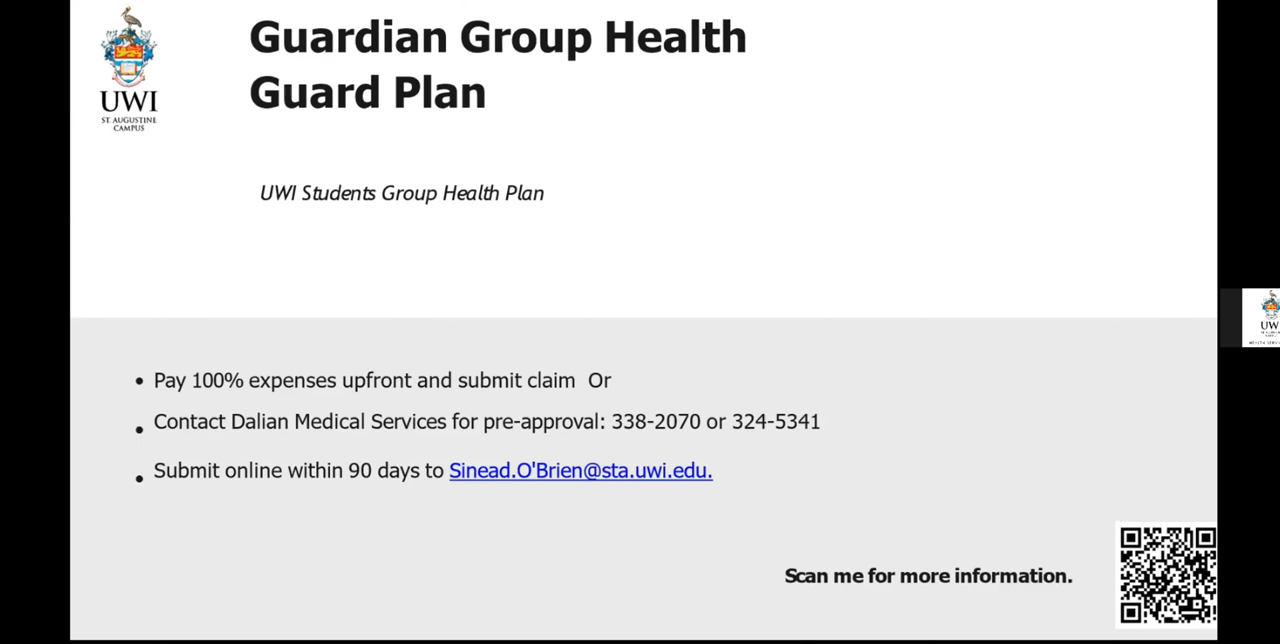 UWI
ST. AUGUSTINE
CAMPUS
Guardian Group Health
Guard Plan
UWI Students Group Health Plan
• Pay 100% expenses upfront and submit claim  Or
• Contact Dalian Medical Services for pre-approval: 338-2070 or 324-5341
• Submit online within 90 days to Sinead.O'Brien@sta.uwi.edu.
Scan me for more information.